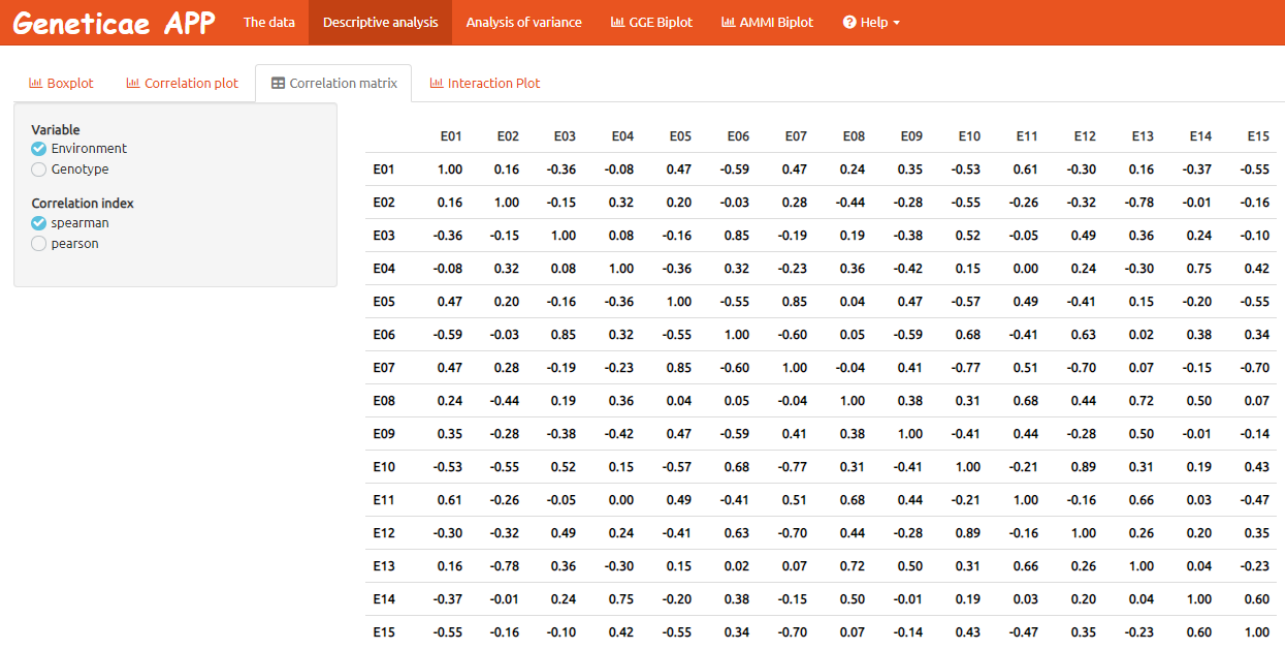 Geneticae APP The data Descriptive analysis Analysis of variance GGE Biplot AMMI Biplot Help
Boxplot Correlation plot Correlation matrix Interaction Plot
Variable
Environment
Genotype
Correlation index
spearman
pearson
E01 E02 E03 E04 E05 E06 E07 E08 E09 E10 E11 E12 E13 E14 E15
E01 1.00 0.16 -0.36 -0.08 0.47 -0.59 0.47 0.24 0.35 -0.53 0.61 -0.30 0.16 -0.37 -0.55
E02 0.16 1.00 -0.15 0.32 0.20 -0.03 0.28 -0.44 -0.28 -0.55 -0.26 -0.32 -0.78 -0.01 -0.16
E03 -0.36 -0.15 1.00 0.08 -0.16 0.85 -0.19 0.19 -0.38 0.52 -0.05 0.49 0.36 0.24 -0.10
E04 -0.08 0.32 0.08 1.00 -0.36 0.32 -0.23 0.36 -0.42 0.15 0.00 0.24 -0.30 0.75 0.42
E05 0.47 0.20 -0.16 -0.36 1.00 -0.55 0.85 0.04 0.47 -0.57 0.49 -0.41 0.15 -0.20 -0.55
E06 -0.59 -0.03 0.85 0.32 -0.55 1.00 -0.60 0.05 -0.59 0.68 -0.41 0.63 0.02 0.38 0.34
E07 0.47 0.28 -0.19 -0.23 0.85 -0.60 1.00 -0.04 0.41 -0.77 0.51 -0.70 0.07 -0.15 -0.70
E08 0.24 -0.44 0.19 0.36 0.04 0.05 -0.04 1.00 0.38 0.31 0.68 0.44 0.72 0.50 0.07
E09 0.35 -0.28 -0.38 -0.42 0.47 -0.59 0.41 0.38 1.00 -0.41 0.44 -0.28 0.50 -0.01 -0.14
E10 -0.53 -0.55 0.52 0.15 -0.57 0.68 -0.77 0.31 -0.41 1.00 -0.21 0.89 0.31 0.19 0.43
E11 0.61 -0.26 -0.05 0.00 0.49 -0.41 0.51 0.68 0.44 -0.21 1.00 -0.16 0.66 0.03 -0.47
E12 -0.30 -0.32 0.49 0.24 -0.41 0.63 -0.70 0.44 -0.28 0.89 -0.16 1.00 0.26 0.20 0.35
E13 0.16 -0.78 0.36 -0.30 0.15 0.02 0.07 0.72 0.50 0.31 0.66 0.26 1.00 0.04 -0.23
E14 -0.37 -0.01 0.24 0.75 -0.20 0.38 -0.15 0.50 -0.01 0.19 0.03 0.20 0.04 1.00 0.60
E15 -0.55 -0.16 -0.10 0.42 -0.55 0.34 -0.70 0.07 -0.14 0.43 -0.47 0.35 -0.23 0.60 1.00